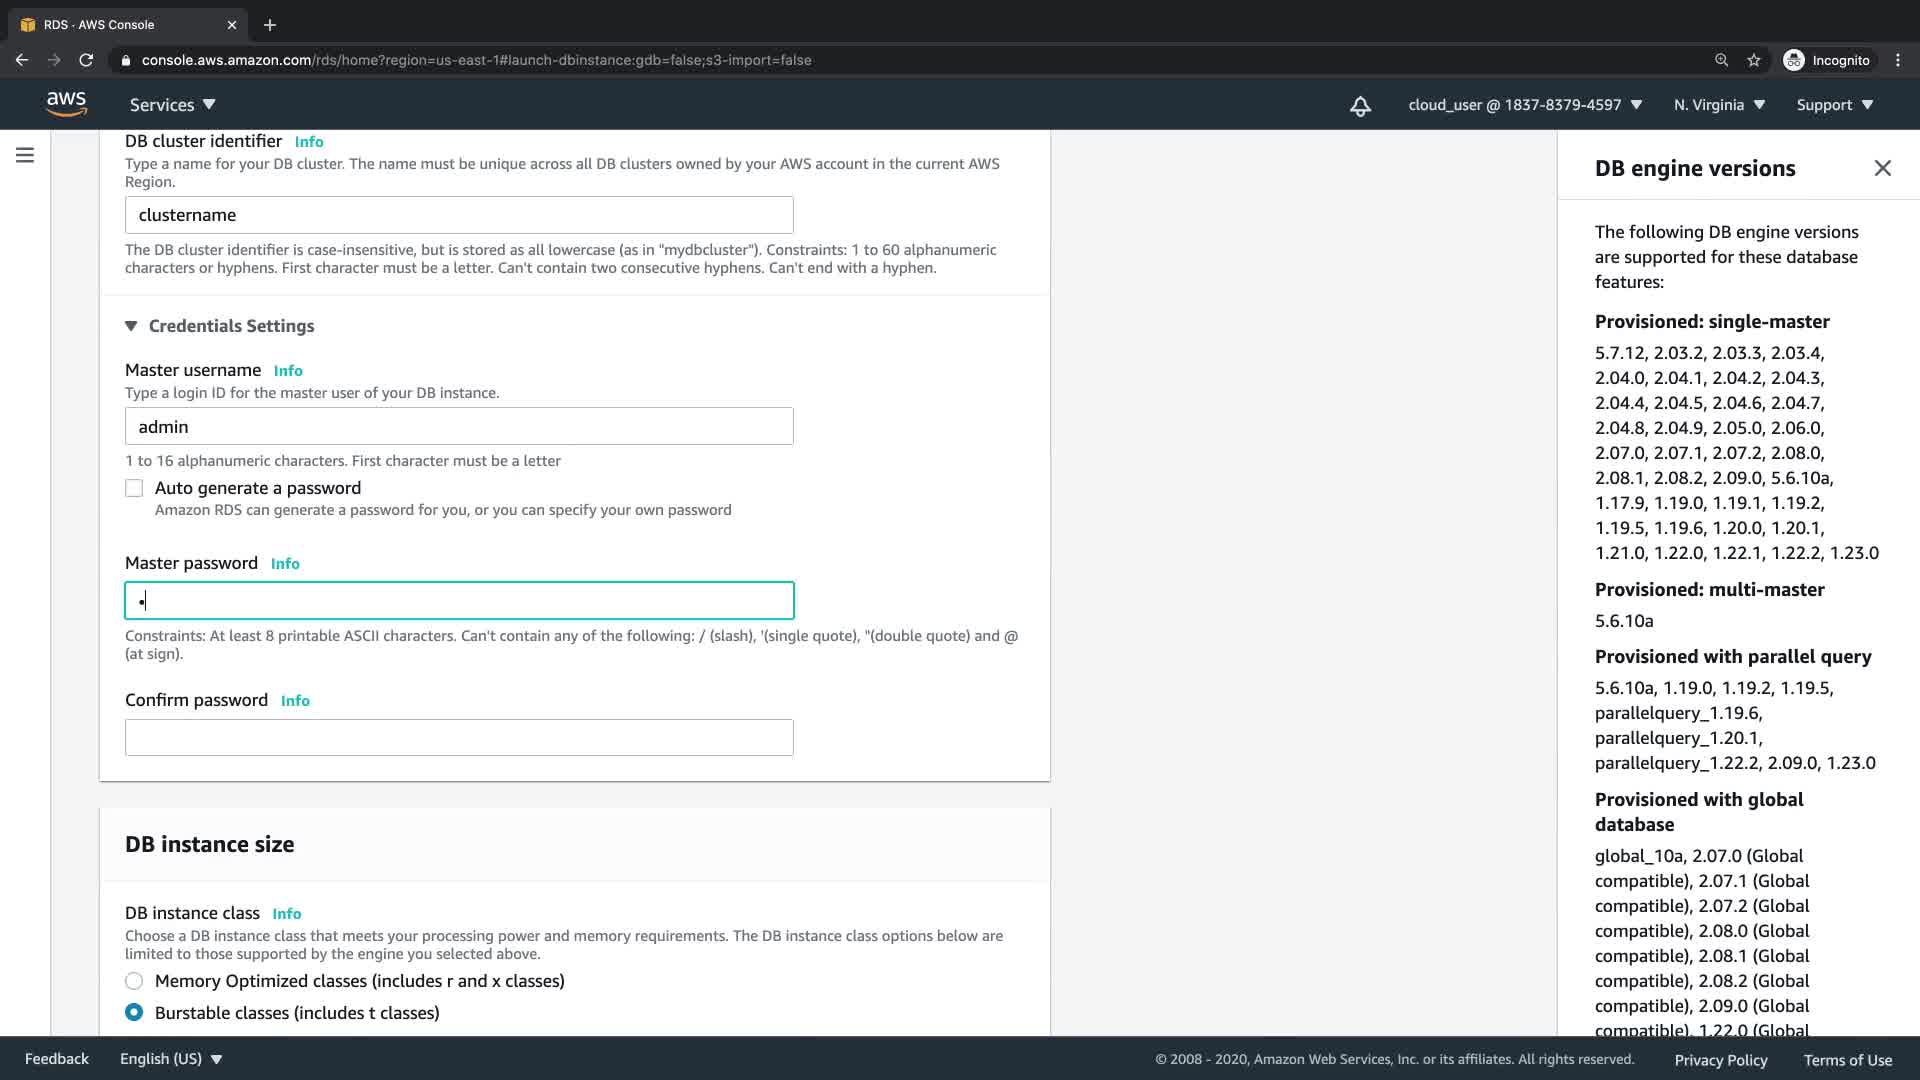 RDS · AWS Console
console.aws.amazon.com/rds/home?region=us-east-1#launch-dbinstance:gdb=false;s3-import=false
Incognito
aws
Services
cloud_user @ 1837-8379-4597
N. Virginia
Support
DB cluster identifier Info
Type a name for your DB cluster. The name must be unique across all DB clusters owned by your AWS account in the current AWS
Region.
clustername
The DB cluster identifier is case-insensitive, but is stored as all lowercase (as in "mydbcluster"). Constraints: 1 to 60 alphanumeric
characters or hyphens. First character must be a letter. Can't contain two consecutive hyphens. Can't end with a hyphen.
Credentials Settings
Master username Info
Type a login ID for the master user of your DB instance.
admin
1 to 16 alphanumeric characters. First character must be a letter
Auto generate a password
Amazon RDS can generate a password for you, or you can specify your own password
Master password Info
•
Constraints: At least 8 printable ASCII characters. Can't contain any of the following: / (slash), '(single quote), "(double quote) and @
(at sign).
Confirm password Info
DB instance size
DB instance class Info
Choose a DB instance class that meets your processing power and memory requirements. The DB instance class options below are
limited to those supported by the engine you selected above.
Memory Optimized classes (includes r and x classes)
Burstable classes (includes t classes)
DB engine versions
The following DB engine versions
are supported for these database
features:
Provisioned: single-master
5.7.12, 2.03.2, 2.03.3, 2.03.4,
2.04.0, 2.04.1, 2.04.2, 2.04.3,
2.04.4, 2.04.5, 2.04.6, 2.04.7,
2.04.8, 2.04.9, 2.05.0, 2.06.0,
2.07.0, 2.07.1, 2.07.2, 2.08.0,
2.08.1, 2.08.2, 2.09.0, 5.6.10a,
1.17.9, 1.19.0, 1.19.1, 1.19.2,
1.19.5, 1.19.6, 1.20.0, 1.20.1,
1.21.0, 1.22.0, 1.22.1, 1.22.2, 1.23.0
Provisioned: multi-master
5.6.10a
Provisioned with parallel query
5.6.10a, 1.19.0, 1.19.2, 1.19.5,
parallelquery_1.19.6,
parallelquery_1.20.1,
parallelquery_1.22.2, 2.09.0, 1.23.0
Provisioned with global
database
global_10a, 2.07.0 (Global
compatible), 2.07.1 (Global
compatible), 2.07.2 (Global
compatible), 2.08.0 (Global
compatible), 2.08.1 (Global
compatible), 2.08.2 (Global
compatible), 2.09.0 (Global
compatible), 1.22.0 (Global
Feedback
English (US)
© 2008 - 2020, Amazon Web Services, Inc. or its affiliates. All rights reserved.
Privacy Policy
Terms of Use